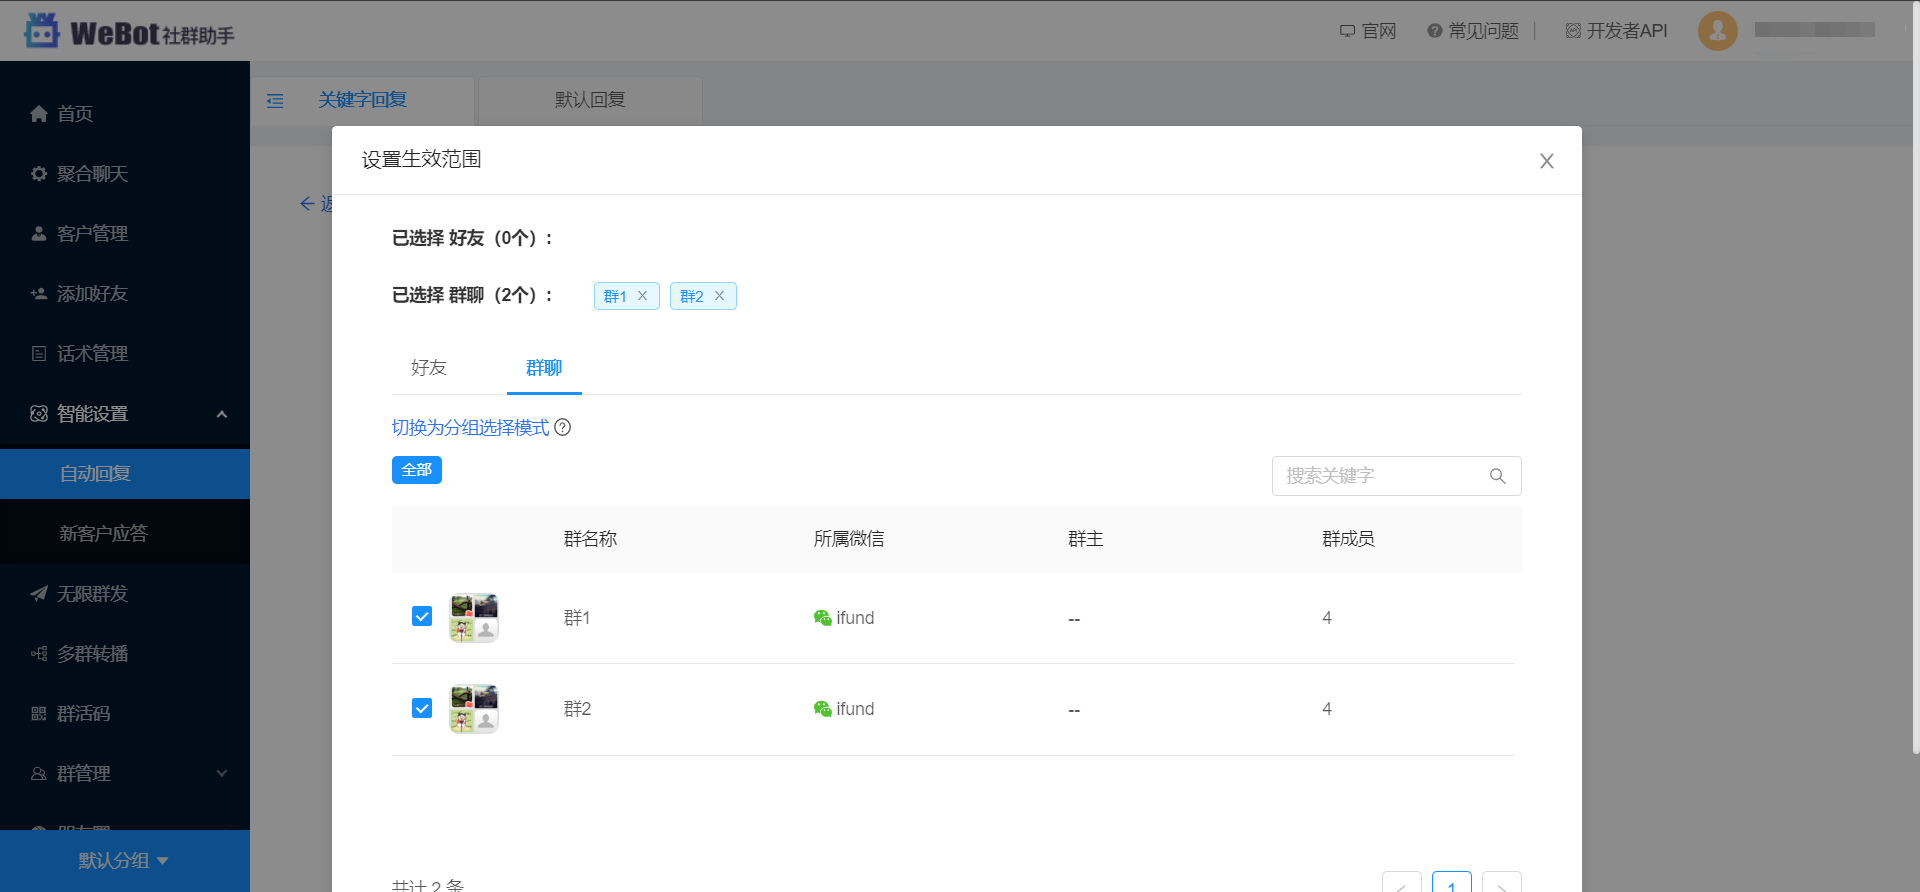 WeBot社群助手
官网
常见问题
开发者API
首页
聚合聊天
客户管理
添加好友
话术管理
智能设置
自动回复
新客户应答
无限群发
多群转播
群活码
群管理
默认分组
关键字回复
默认回复
设置生效范围
已选择 好友（0个）：
已选择 群聊（2个）：
群1
群2
好友
群聊
切换为分组选择模式
全部
搜索关键字
群名称 所属微信 群主 群成员
群1 ifund -- 4
群2 ifund -- 4
共计 2 条
1